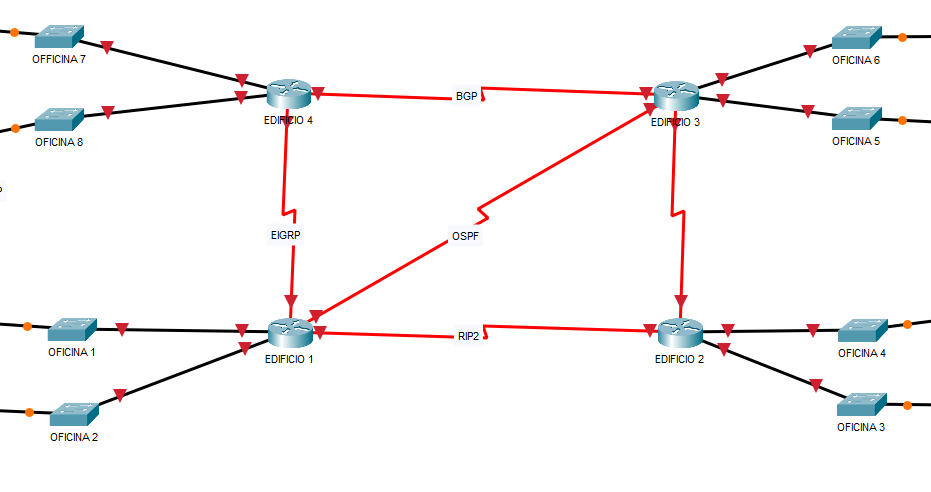 OFFICINA 7
OFICINA 6
BGP
EDIFICIO 4
EDIFICIO 3
OFICINA 8
OFICINA 5
EIGRP
OSPF
OFICINA 1
EDIFICIO 1
RIP2
EDIFICIO 2
OFICINA 4
OFICINA 2
OFICINA 3